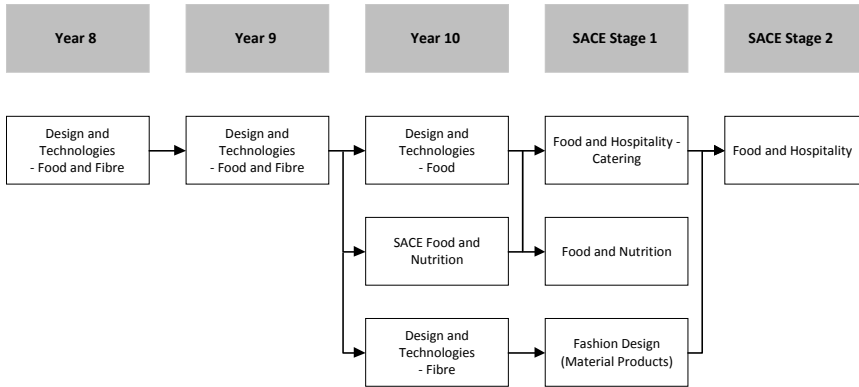 Year 8
Year 9
Year 10
SACE Stage 1
SACE Stage 2
Design and
Technologies
- Food and Fibre
Design and
Technologies
- Food and Fibre
Design and
Technologies
- Food
Food and Hospitality -
Catering
Food and Hospitality
SACE Food and
Nutrition
Food and Nutrition
Design and
Technologies
- Fibre
Fashion Design
(Material Products)